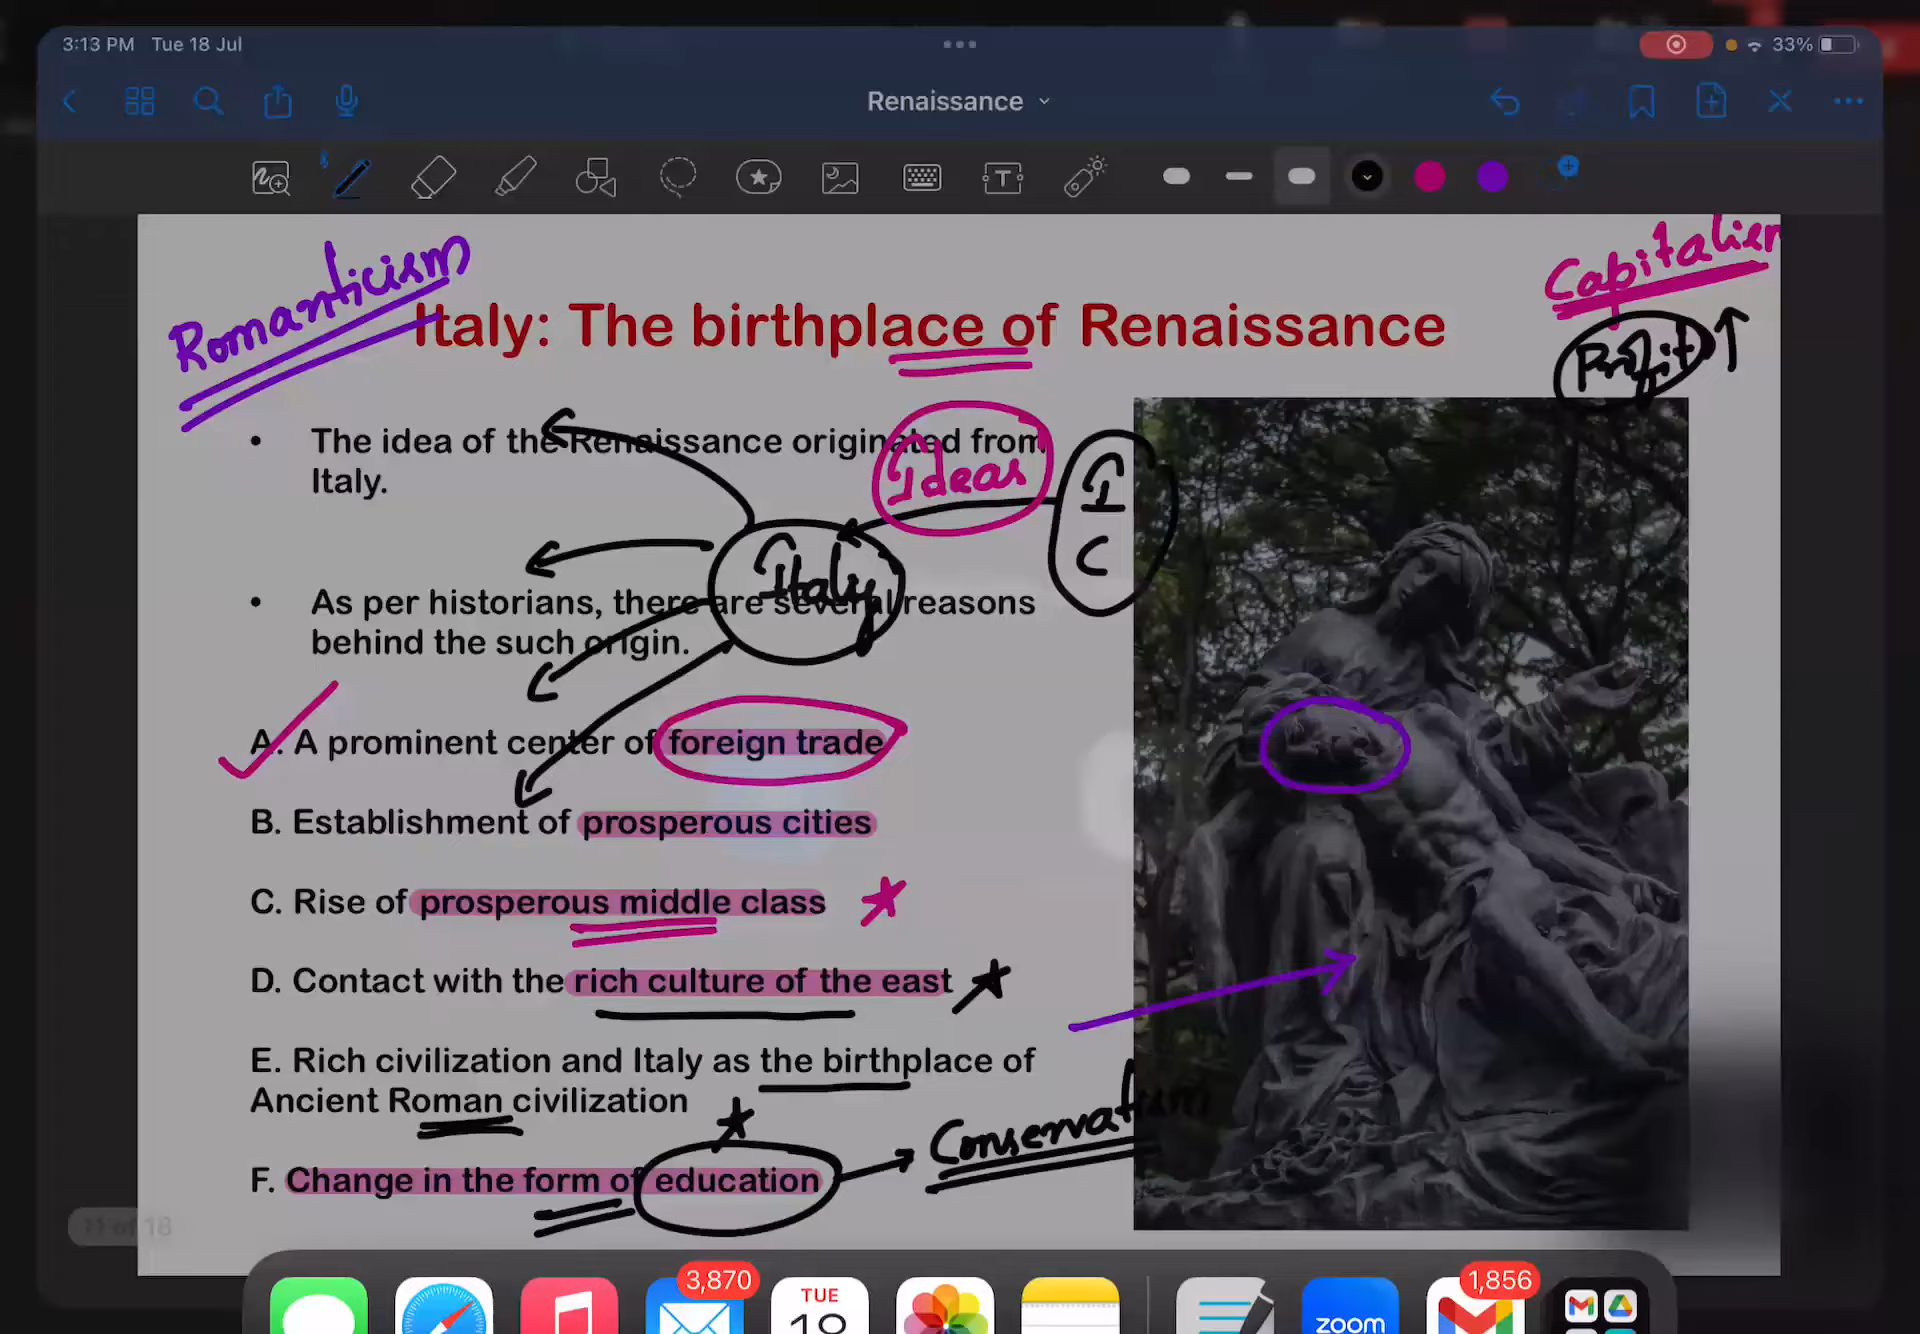 3:13 PM Tue 18 Jul
33%
Renaissance
Romanticism
Capitalism
Profit
Italy: The birthplace of Renaissance
• The idea of the Renaissance originated from
Italy.
Ideas
I
C
Italy
• As per historians, there are several reasons
behind the such origin.
A. A prominent center of foreign trade
B. Establishment of prosperous cities
C. Rise of prosperous middle class
D. Contact with the rich culture of the east
E. Rich civilization and Italy as the birthplace of
Ancient Roman civilization
F. Change in the form of education
Conservatism
11 of 18
3,870
TUE
18
zoom
1,856